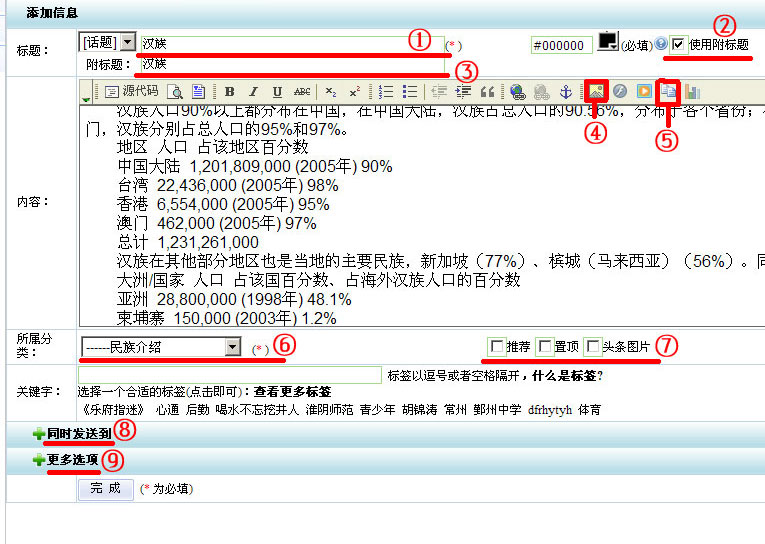 添加信息
②
标题：
[话题] 汉族 ① (*)
#000000 (必填) 使用附标题
附标题： 汉族 ③
源代码 B I U ABC x₂ x²
汉族人口90%以上都分布在中国，在中国大陆，汉族占总人口的90.56%，分布于各个省份；
④ ⑤
门，汉族分别占总人口的95%和97%。
地区 人口 占该地区百分数
中国大陆 1,201,809,000 (2005年) 90%
台湾 22,436,000 (2005年) 98%
内容：
香港 6,554,000 (2005年) 95%
澳门 462,000 (2005年) 97%
总计 1,231,261,000
汉族在其他部分地区也是当地的主要民族，新加坡（77%）、槟城（马来西亚）（56%）。同
大洲/国家 人口 占该国百分数、占海外汉族人口的百分数
亚洲 28,800,000 (1998年) 48.1%
柬埔寨 150,000 (2003年) 1.2%
所属分类：
------民族介绍 (*) ⑥ 推荐 置顶 头条图片 ⑦
标签以逗号或者空格隔开，什么是标签?
关键字： 选择一个合适的标签(点击即可)：查看更多标签
《乐府指迷》 心通 后勤 喝水不忘挖井人 淮阴师范 青少年 胡锦涛 常州 鄞州中学 dfrhytyh 体育
同时发送到 ⑧
更多选项 ⑨
完 成 (* 为必填)